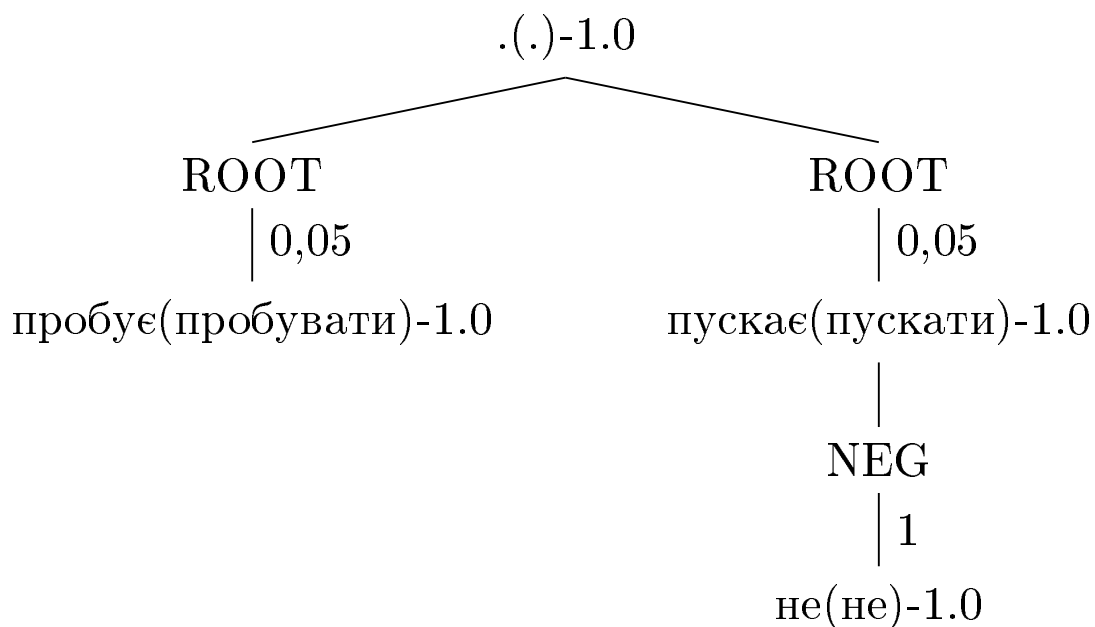 .(.)-1.0
ROOT ROOT
0,05 0,05
пробує(пробувати)-1.0 пускає(пускати)-1.0
NEG
1
не(не)-1.0